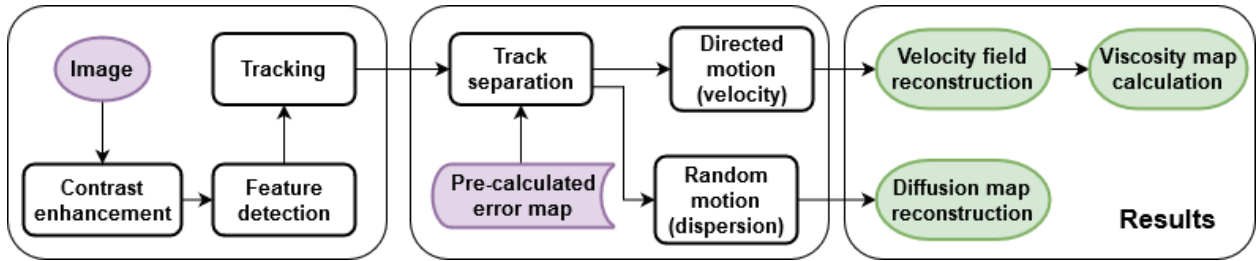 Image
Contrast
enhancement
Feature
detection
Tracking
Track
separation
Pre-calculated
error map
Directed
motion
(velocity)
Random
motion
(dispersion)
Velocity field
reconstruction
Viscosity map
calculation
Diffusion map
reconstruction
Results